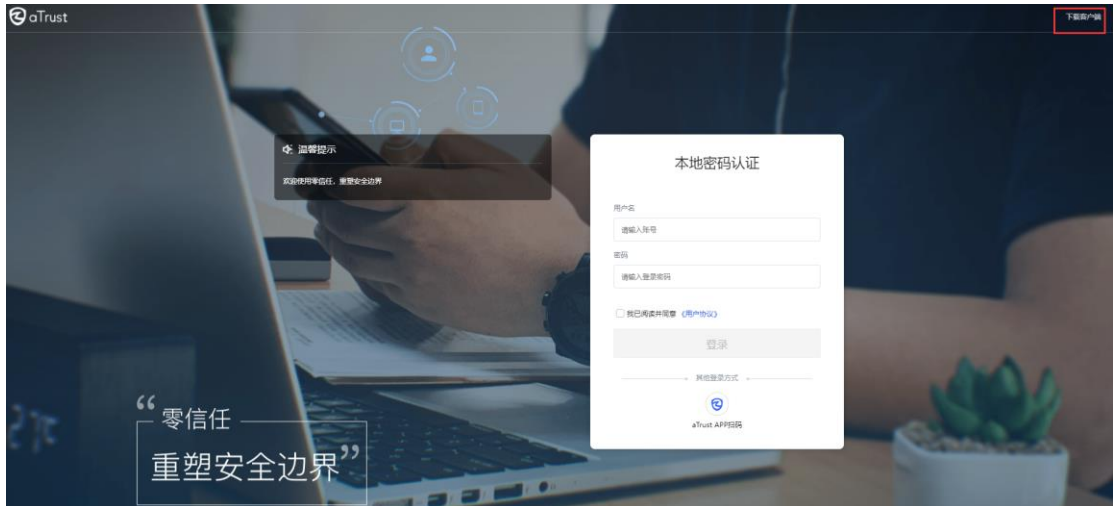 aTrust
下载客户端
温馨提示
欢迎使用零信任，重塑安全边界
本地密码认证
用户名
请输入账号
密码
请输入登录密码
我已阅读并同意《用户协议》
登录
其他登录方式
aTrust APP扫码
“零信任
重塑安全边界”